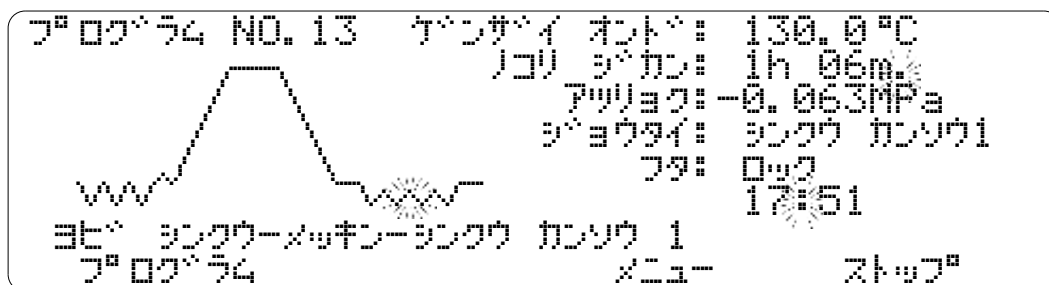 プログラム NO. 13 ゲンザイ オンド: 130.0℃
ノコリ ジカン: 1h 06m.
アツリョク:-0.063MPa
ジョウタイ: シンクウ カンソウ1
フタ: ロック
17:51
ヨビ シンクウーメッキンーシンクウ カンソウ 1
プログラム メニュー ストップ